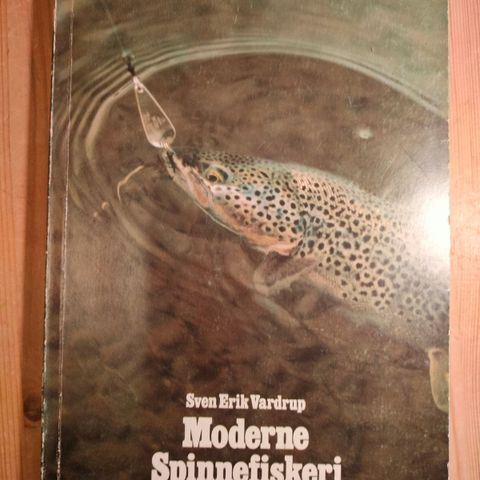 Sven Erik Vardrup
Moderne
Spinnefiskeri